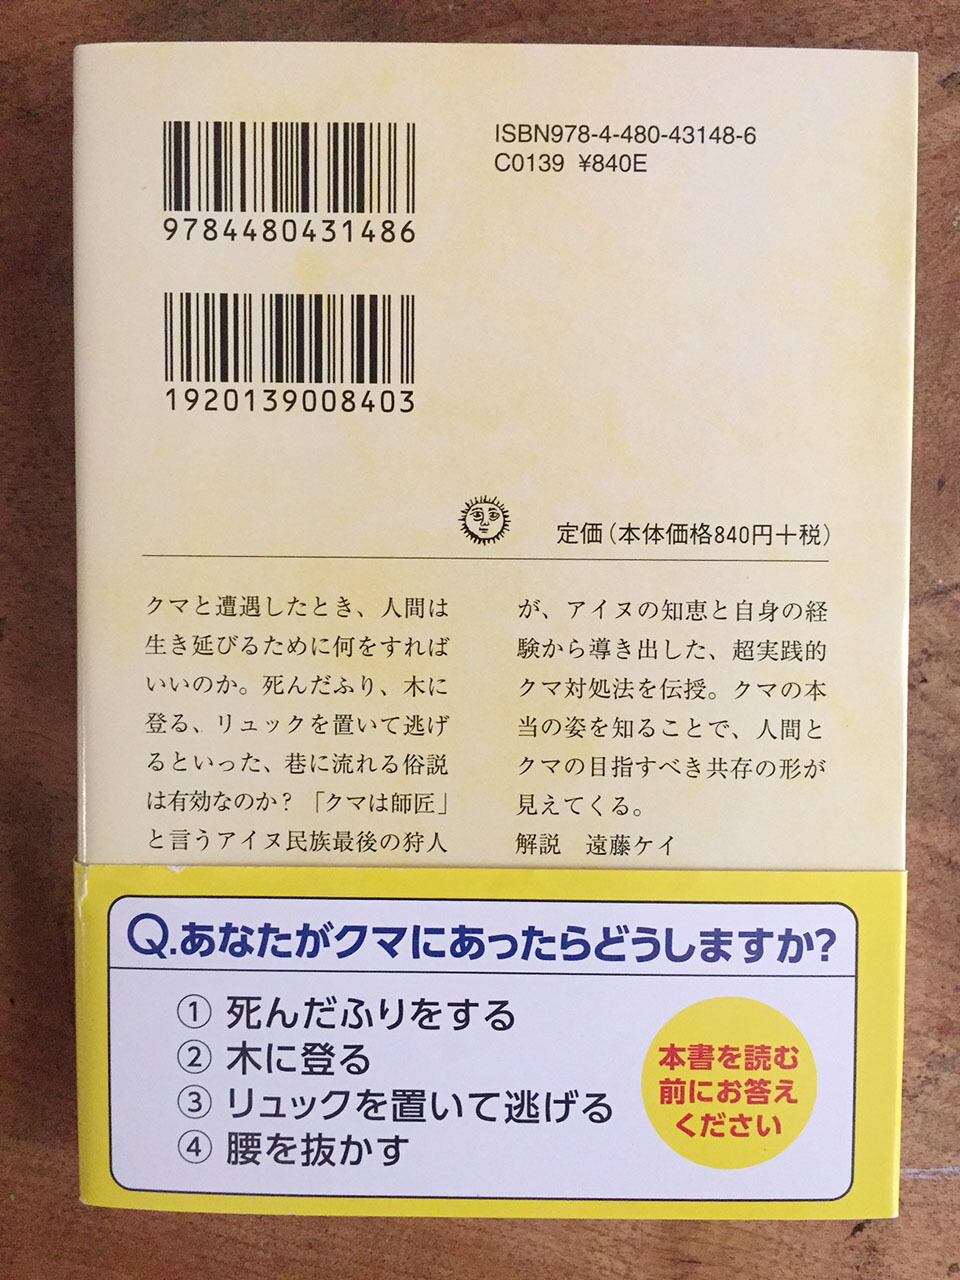 ISBN978-4-480-43148-6
C0139 ¥840E
9784480431486
1920139008403
定価(本体価格840円+税)
クマと遭遇したとき、人間は
生き延びるために何をすれば
いいのか。死んだふり、木に
登る、リュックを置いて逃げ
るといった、巷に流れる俗説
は有効なのか?「クマは師匠」
と言うアイヌ民族最後の狩人
が、アイヌの知恵と自身の経
験から導き出した、超実践的
クマ対処法を伝授。クマの本
当の姿を知ることで、人間と
クマの目指すべき共存の形が
見えてくる。
解説 遠藤ケイ
Q.あなたがクマにあったらどうしますか?
① 死んだふりをする
② 木に登る
③ リュックを置いて逃げる
④ 腰を抜かす
本書を読む
前にお答え
ください